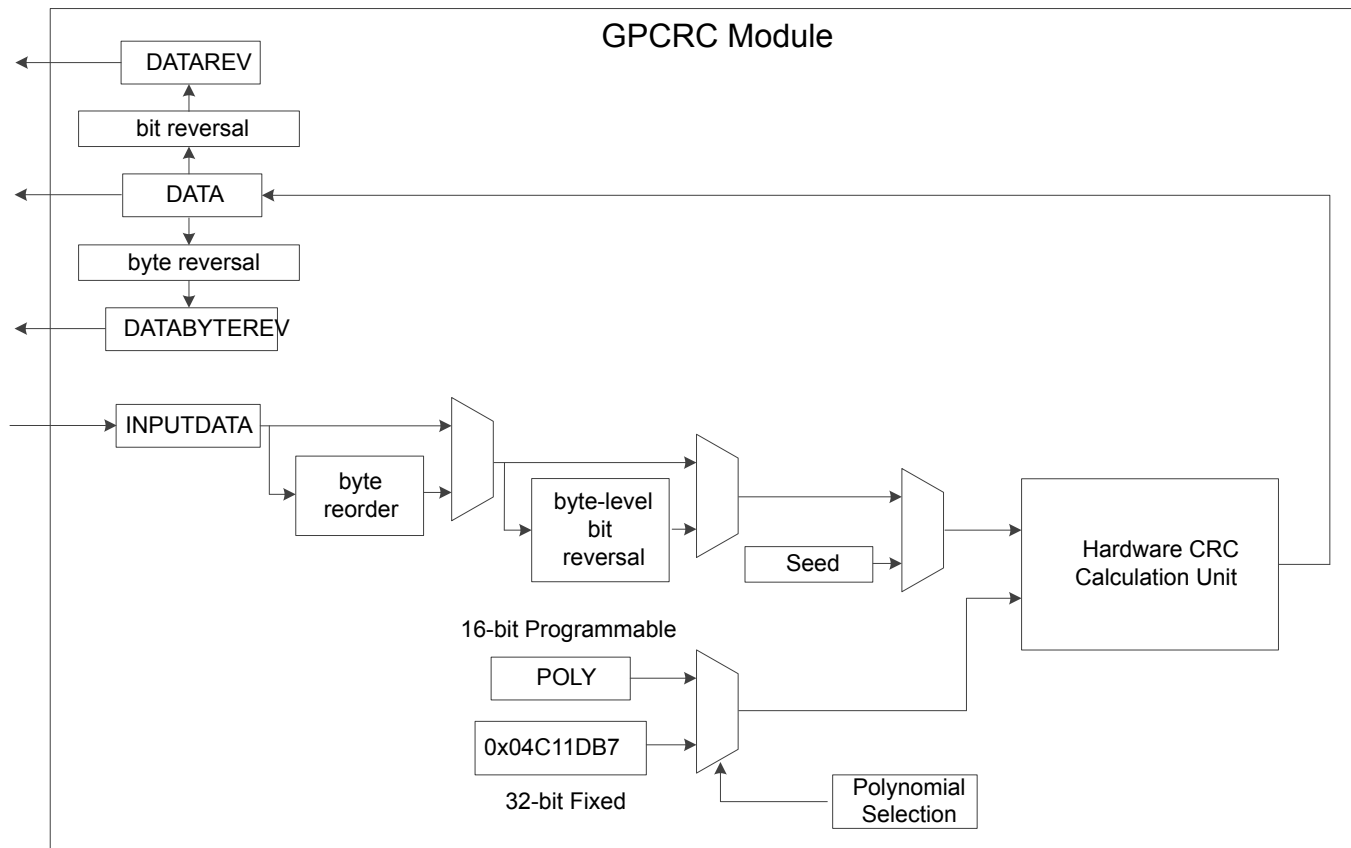 GPCRC Module
DATAREV
bit reversal
DATA
byte reversal
DATABYTEREV
INPUTDATA
byte
reorder
byte-level
bit
reversal
Seed
Hardware CRC
Calculation Unit
16-bit Programmable
POLY
0x04C11DB7
32-bit Fixed
Polynomial
Selection